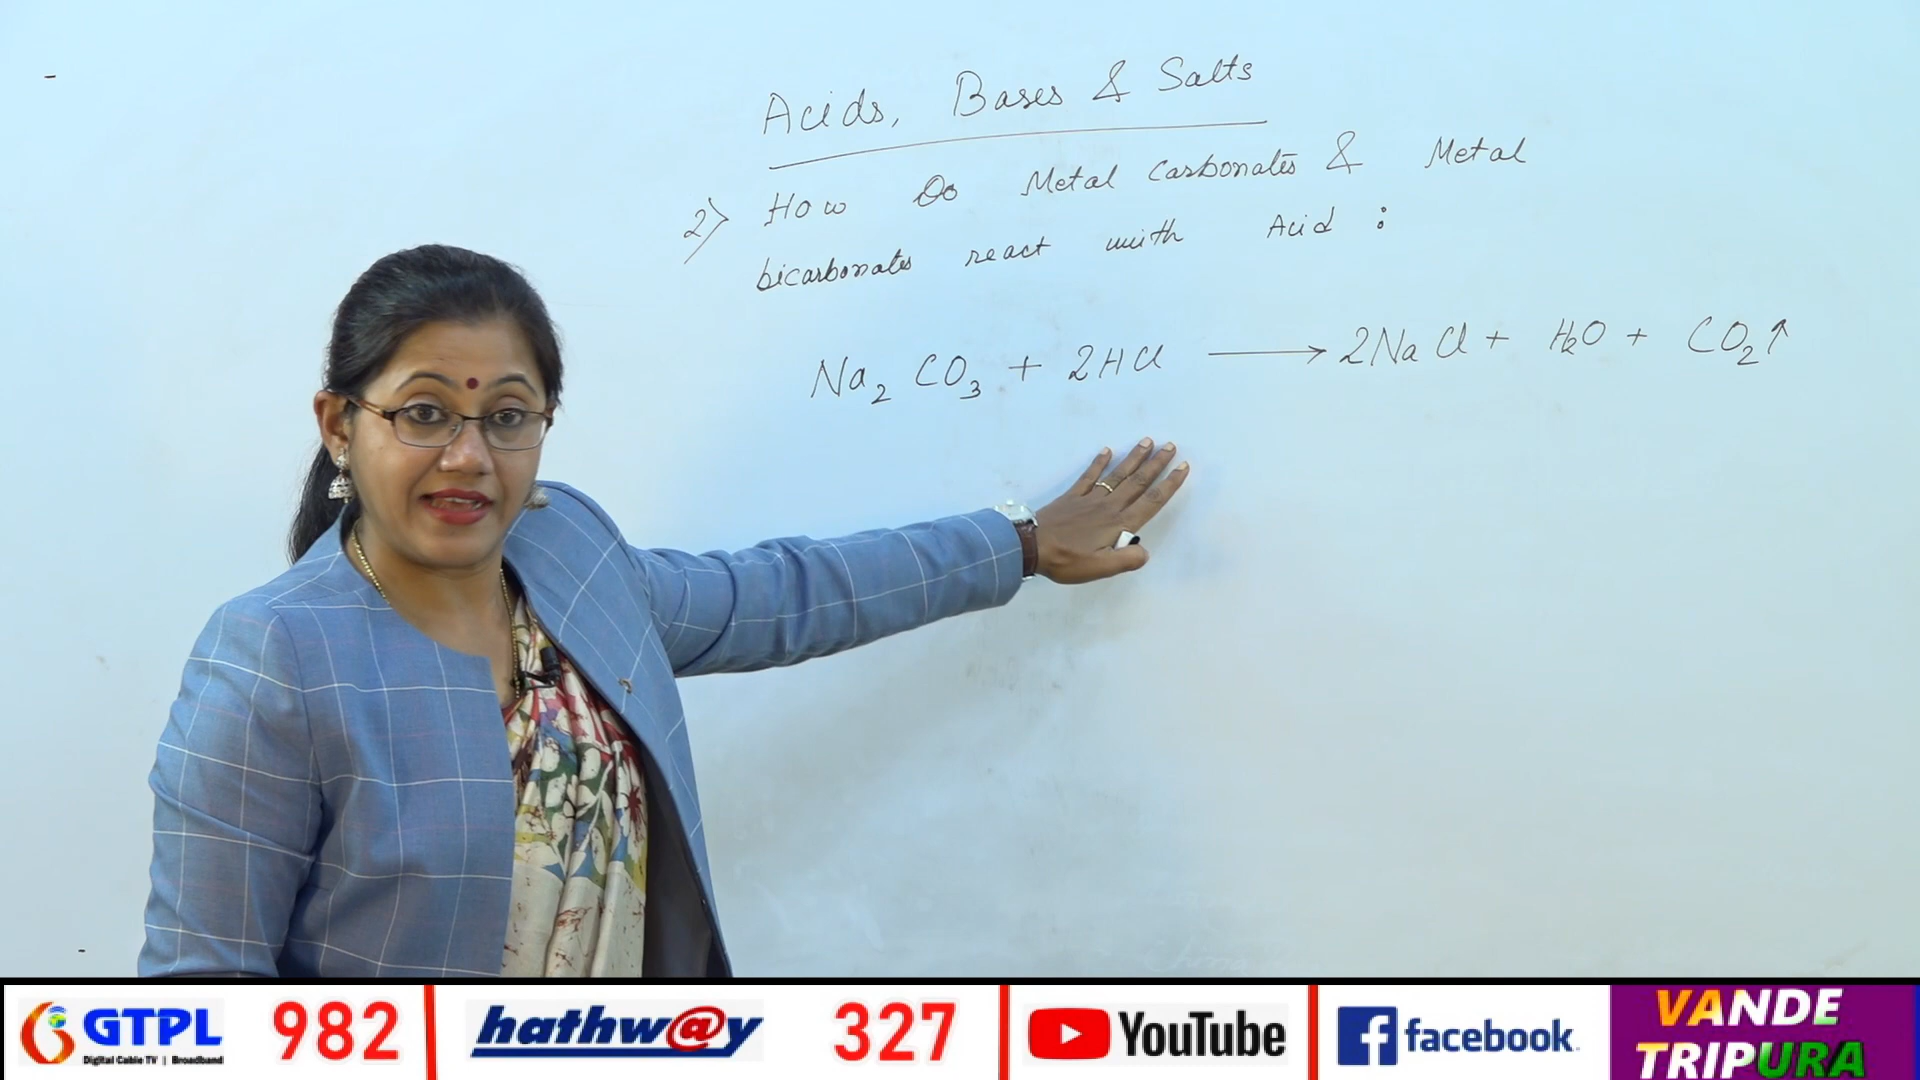 Acids, Bases & Salts
2) How Do Metal Carbonates & Metal
bicarbonates react with Acid :
Na₂ CO₃ + 2HCl → 2NaCl + H₂O + CO₂↑
GTPL
Digital Cable TV | Broadband
982
hathw@y
327
YouTube
facebook
VANDE
TRIPURA